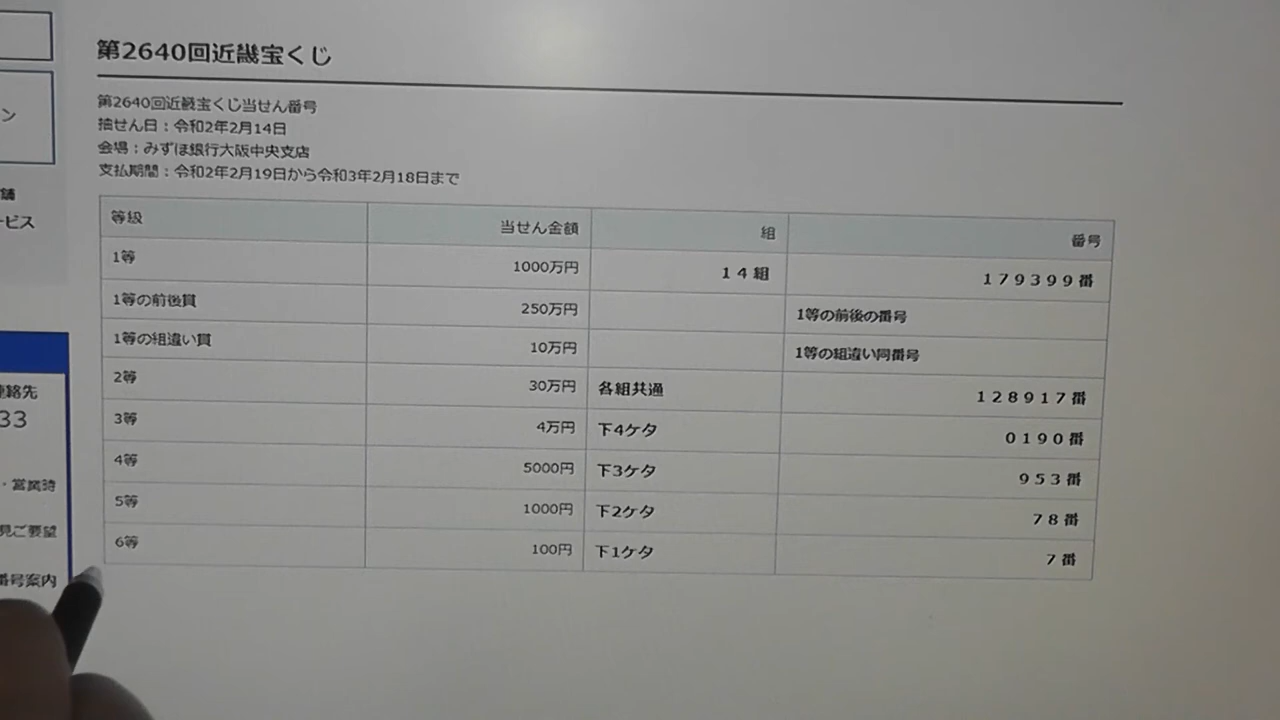 第2640回近畿宝くじ
第2640回近畿宝くじ当せん番号
抽せん日：令和2年2月14日
会場：みずほ銀行大阪中央支店
支払期間：令和2年2月19日から令和3年2月18日まで
等級 当せん金額 組 番号
1等 1000万円 14組 179399番
1等の前後賞 250万円 1等の前後の番号
1等の組違い賞 10万円 1等の組違い同番号
2等 30万円 各組共通 128917番
3等 4万円 下4ケタ 0190番
4等 5000円 下3ケタ 953番
5等 1000円 下2ケタ 78番
6等 100円 下1ケタ 7番
ン
舗
ービス
連絡先
33
・営業時
見ご要望
番号案内